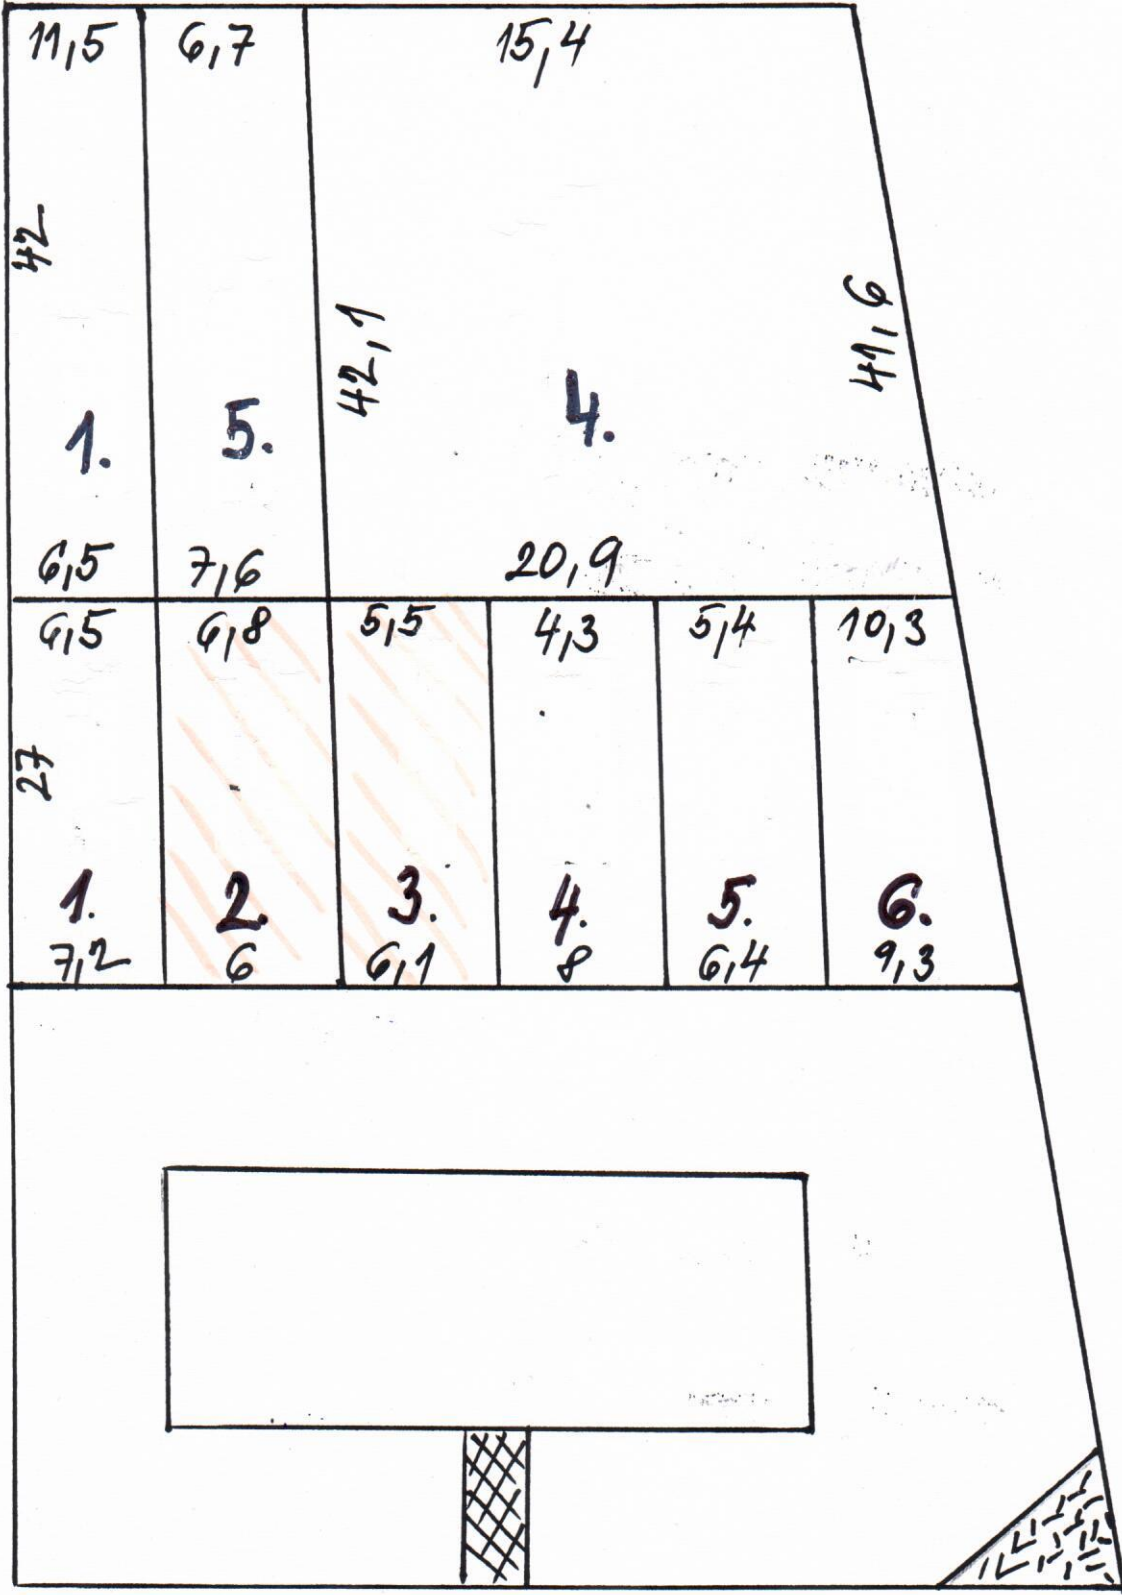 11,5 6,7 15,4
42
42,1
41,6
1. 5. 4.
6,5 7,6 20,9
6,5 6,8 5,5 4,3 5,4 10,3
27
1. 2. 3. 4. 5. 6.
7,2 6 6,1 8 6,4 9,3